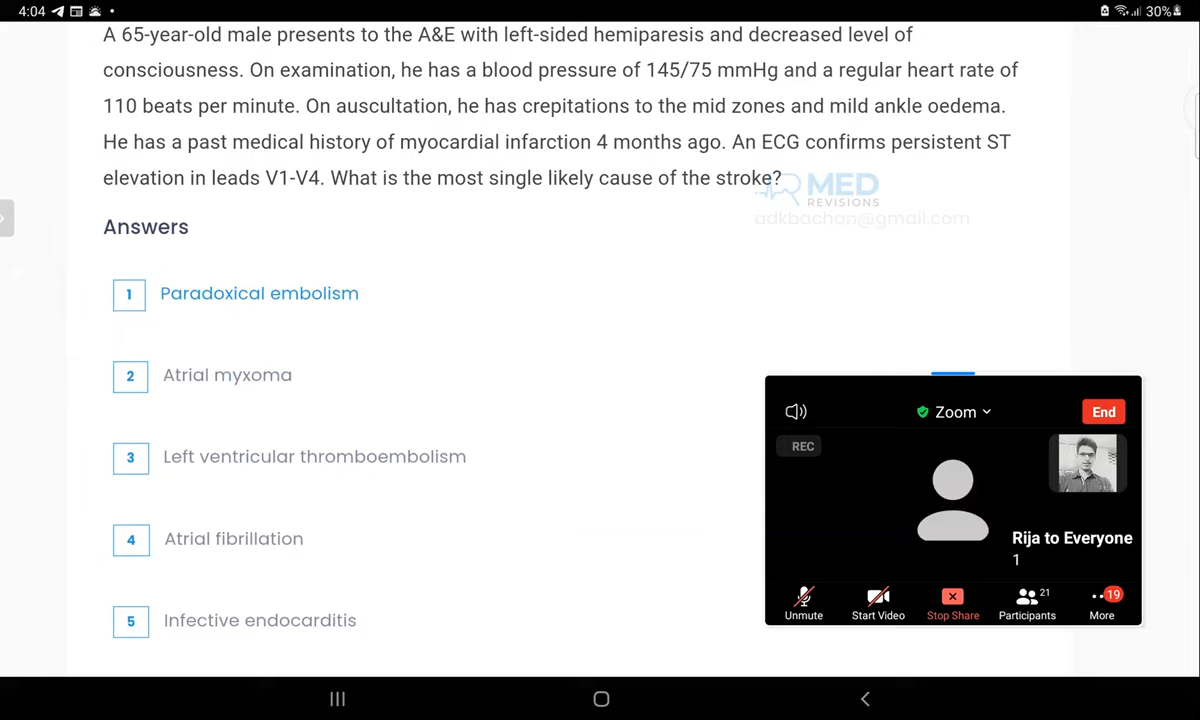 4:04
30%
A 65-year-old male presents to the A&E with left-sided hemiparesis and decreased level of
consciousness. On examination, he has a blood pressure of 145/75 mmHg and a regular heart rate of
110 beats per minute. On auscultation, he has crepitations to the mid zones and mild ankle oedema.
He has a past medical history of myocardial infarction 4 months ago. An ECG confirms persistent ST
elevation in leads V1-V4. What is the most single likely cause of the stroke?
MED
REVISIONS
adkbachan@gmail.com
Answers
1 Paradoxical embolism
2 Atrial myxoma
3 Left ventricular thromboembolism
4 Atrial fibrillation
5 Infective endocarditis
Zoom
End
REC
Rija to Everyone
1
21
19
Unmute
Start Video
Stop Share
Participants
More